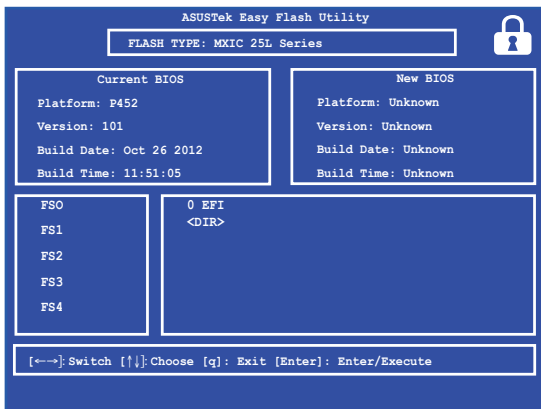 ASUSTek Easy Flash Utility
FLASH TYPE: MXIC 25L Series
Current BIOS
Platform: P452
Version: 101
Build Date: Oct 26 2012
Build Time: 11:51:05
New BIOS
Platform: Unknown
Version: Unknown
Build Date: Unknown
Build Time: Unknown
FSO
FS1
FS2
FS3
FS4
0 EFI
<DIR>
[←→]: Switch [↑↓]: Choose [q]: Exit [Enter]: Enter/Execute